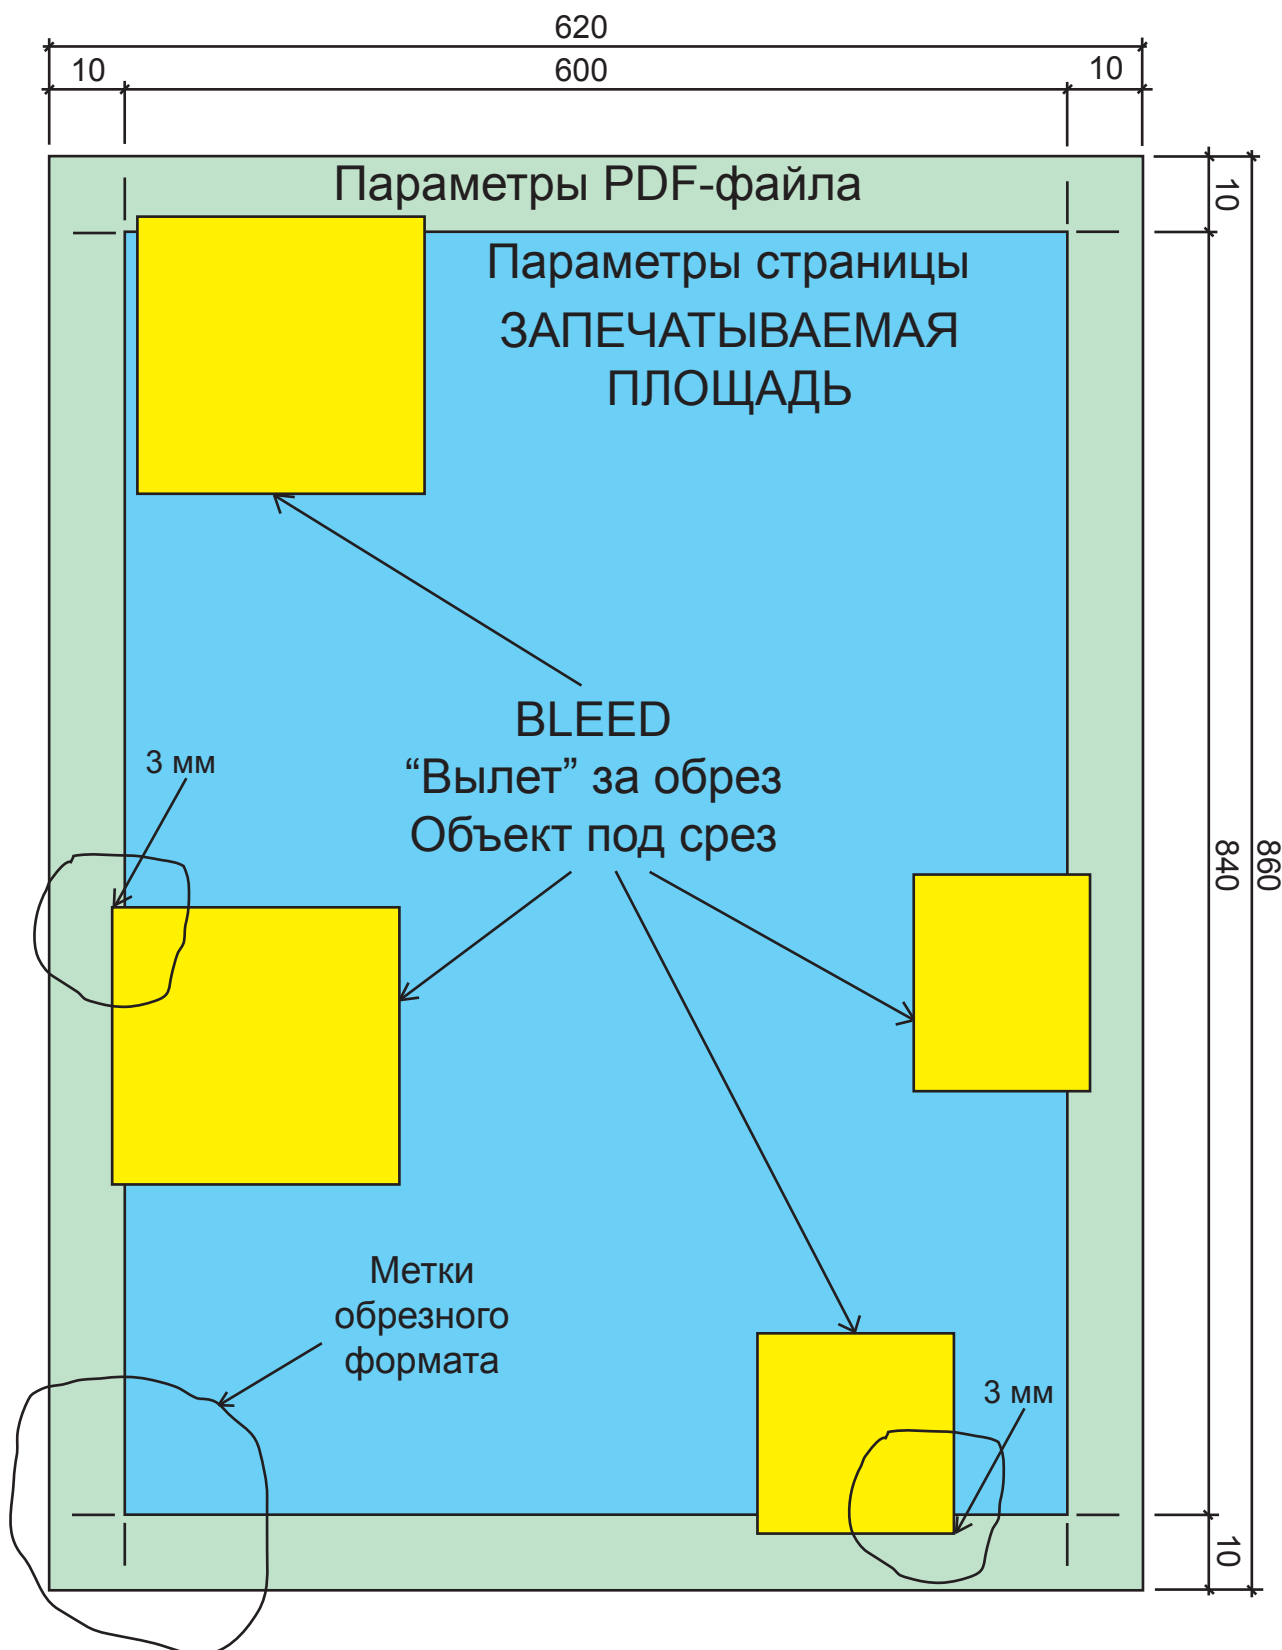 620
10 600 10
Параметры PDF-файла
10
Параметры страницы
ЗАПЕЧАТЫВАЕМАЯ
ПЛОЩАДЬ
BLEED
“Вылет” за обрез
Объект под срез
3 мм
840
860
Метки
обрезного
формата
3 мм
10